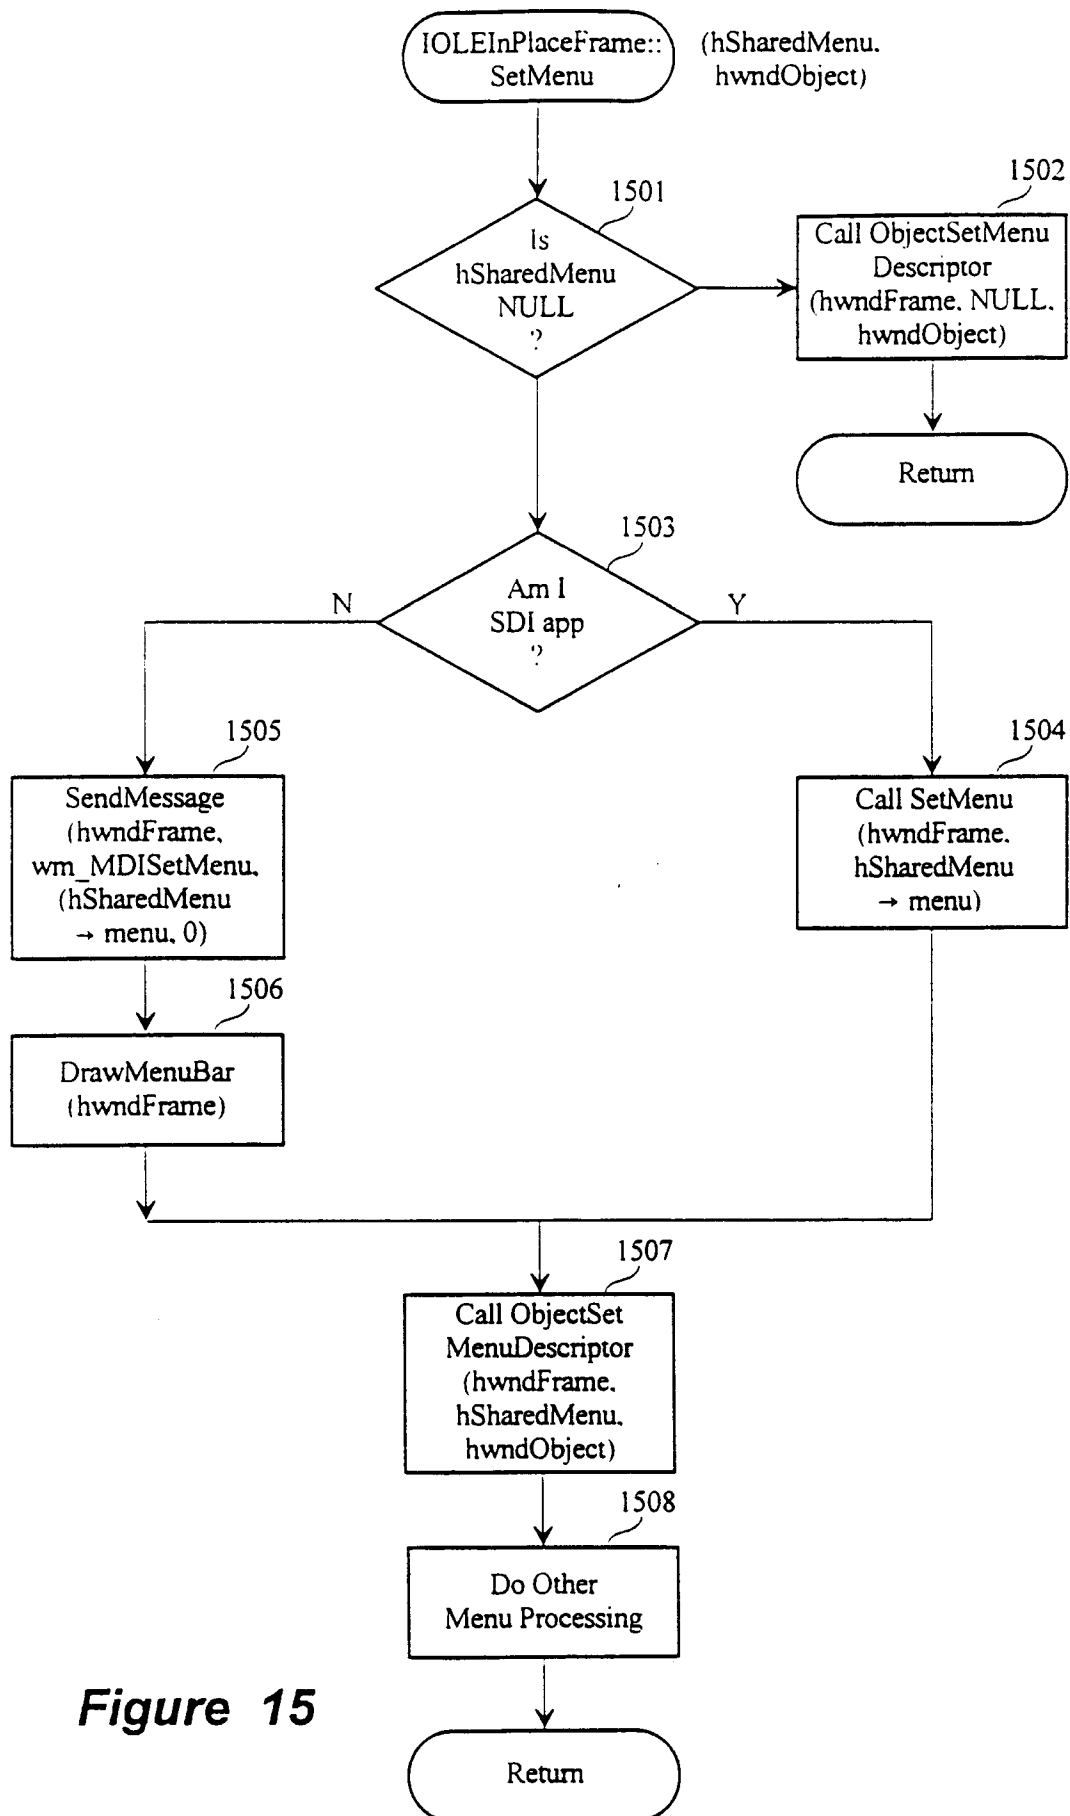 IOLEInPlaceFrame::
SetMenu
(hSharedMenu,
hwndObject)
1501
Is
hSharedMenu
NULL
?
1502
Call ObjectSetMenu
Descriptor
(hwndFrame, NULL,
hwndObject)
Return
1503
Am I
SDI app
?
N
Y
1505
SendMessage
(hwndFrame,
wm_MDISetMenu,
(hSharedMenu
→ menu, 0)
1504
Call SetMenu
(hwndFrame,
hSharedMenu
→ menu)
1506
DrawMenuBar
(hwndFrame)
1507
Call ObjectSet
MenuDescriptor
(hwndFrame,
hSharedMenu,
hwndObject)
1508
Do Other
Menu Processing
Return
Figure 15